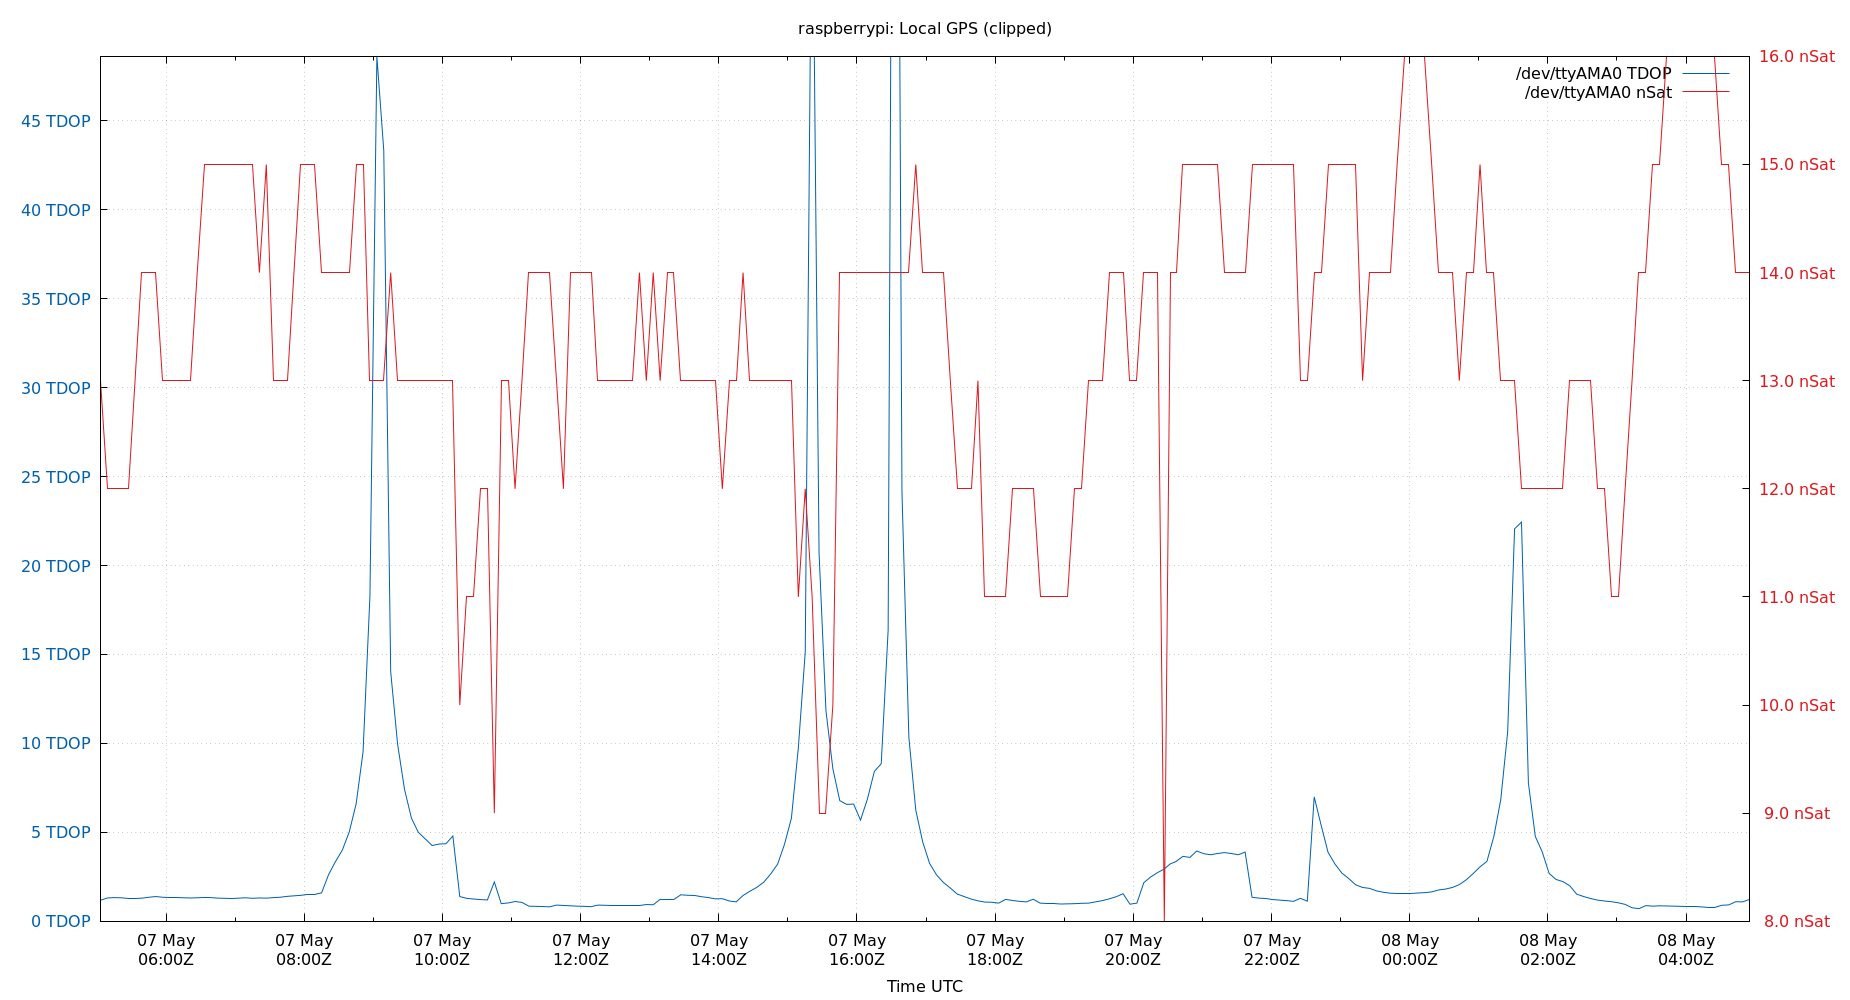 raspberrypi: Local GPS (clipped)
/dev/ttyAMA0 TDOP
/dev/ttyAMA0 nSat
45 TDOP
40 TDOP
35 TDOP
30 TDOP
25 TDOP
20 TDOP
15 TDOP
10 TDOP
5 TDOP
0 TDOP
16.0 nSat
15.0 nSat
14.0 nSat
13.0 nSat
12.0 nSat
11.0 nSat
10.0 nSat
9.0 nSat
8.0 nSat
07 May 07 May 07 May 07 May 07 May 07 May 07 May 07 May 07 May 08 May 08 May 08 May
06:00Z 08:00Z 10:00Z 12:00Z 14:00Z 16:00Z 18:00Z 20:00Z 22:00Z 00:00Z 02:00Z 04:00Z
Time UTC